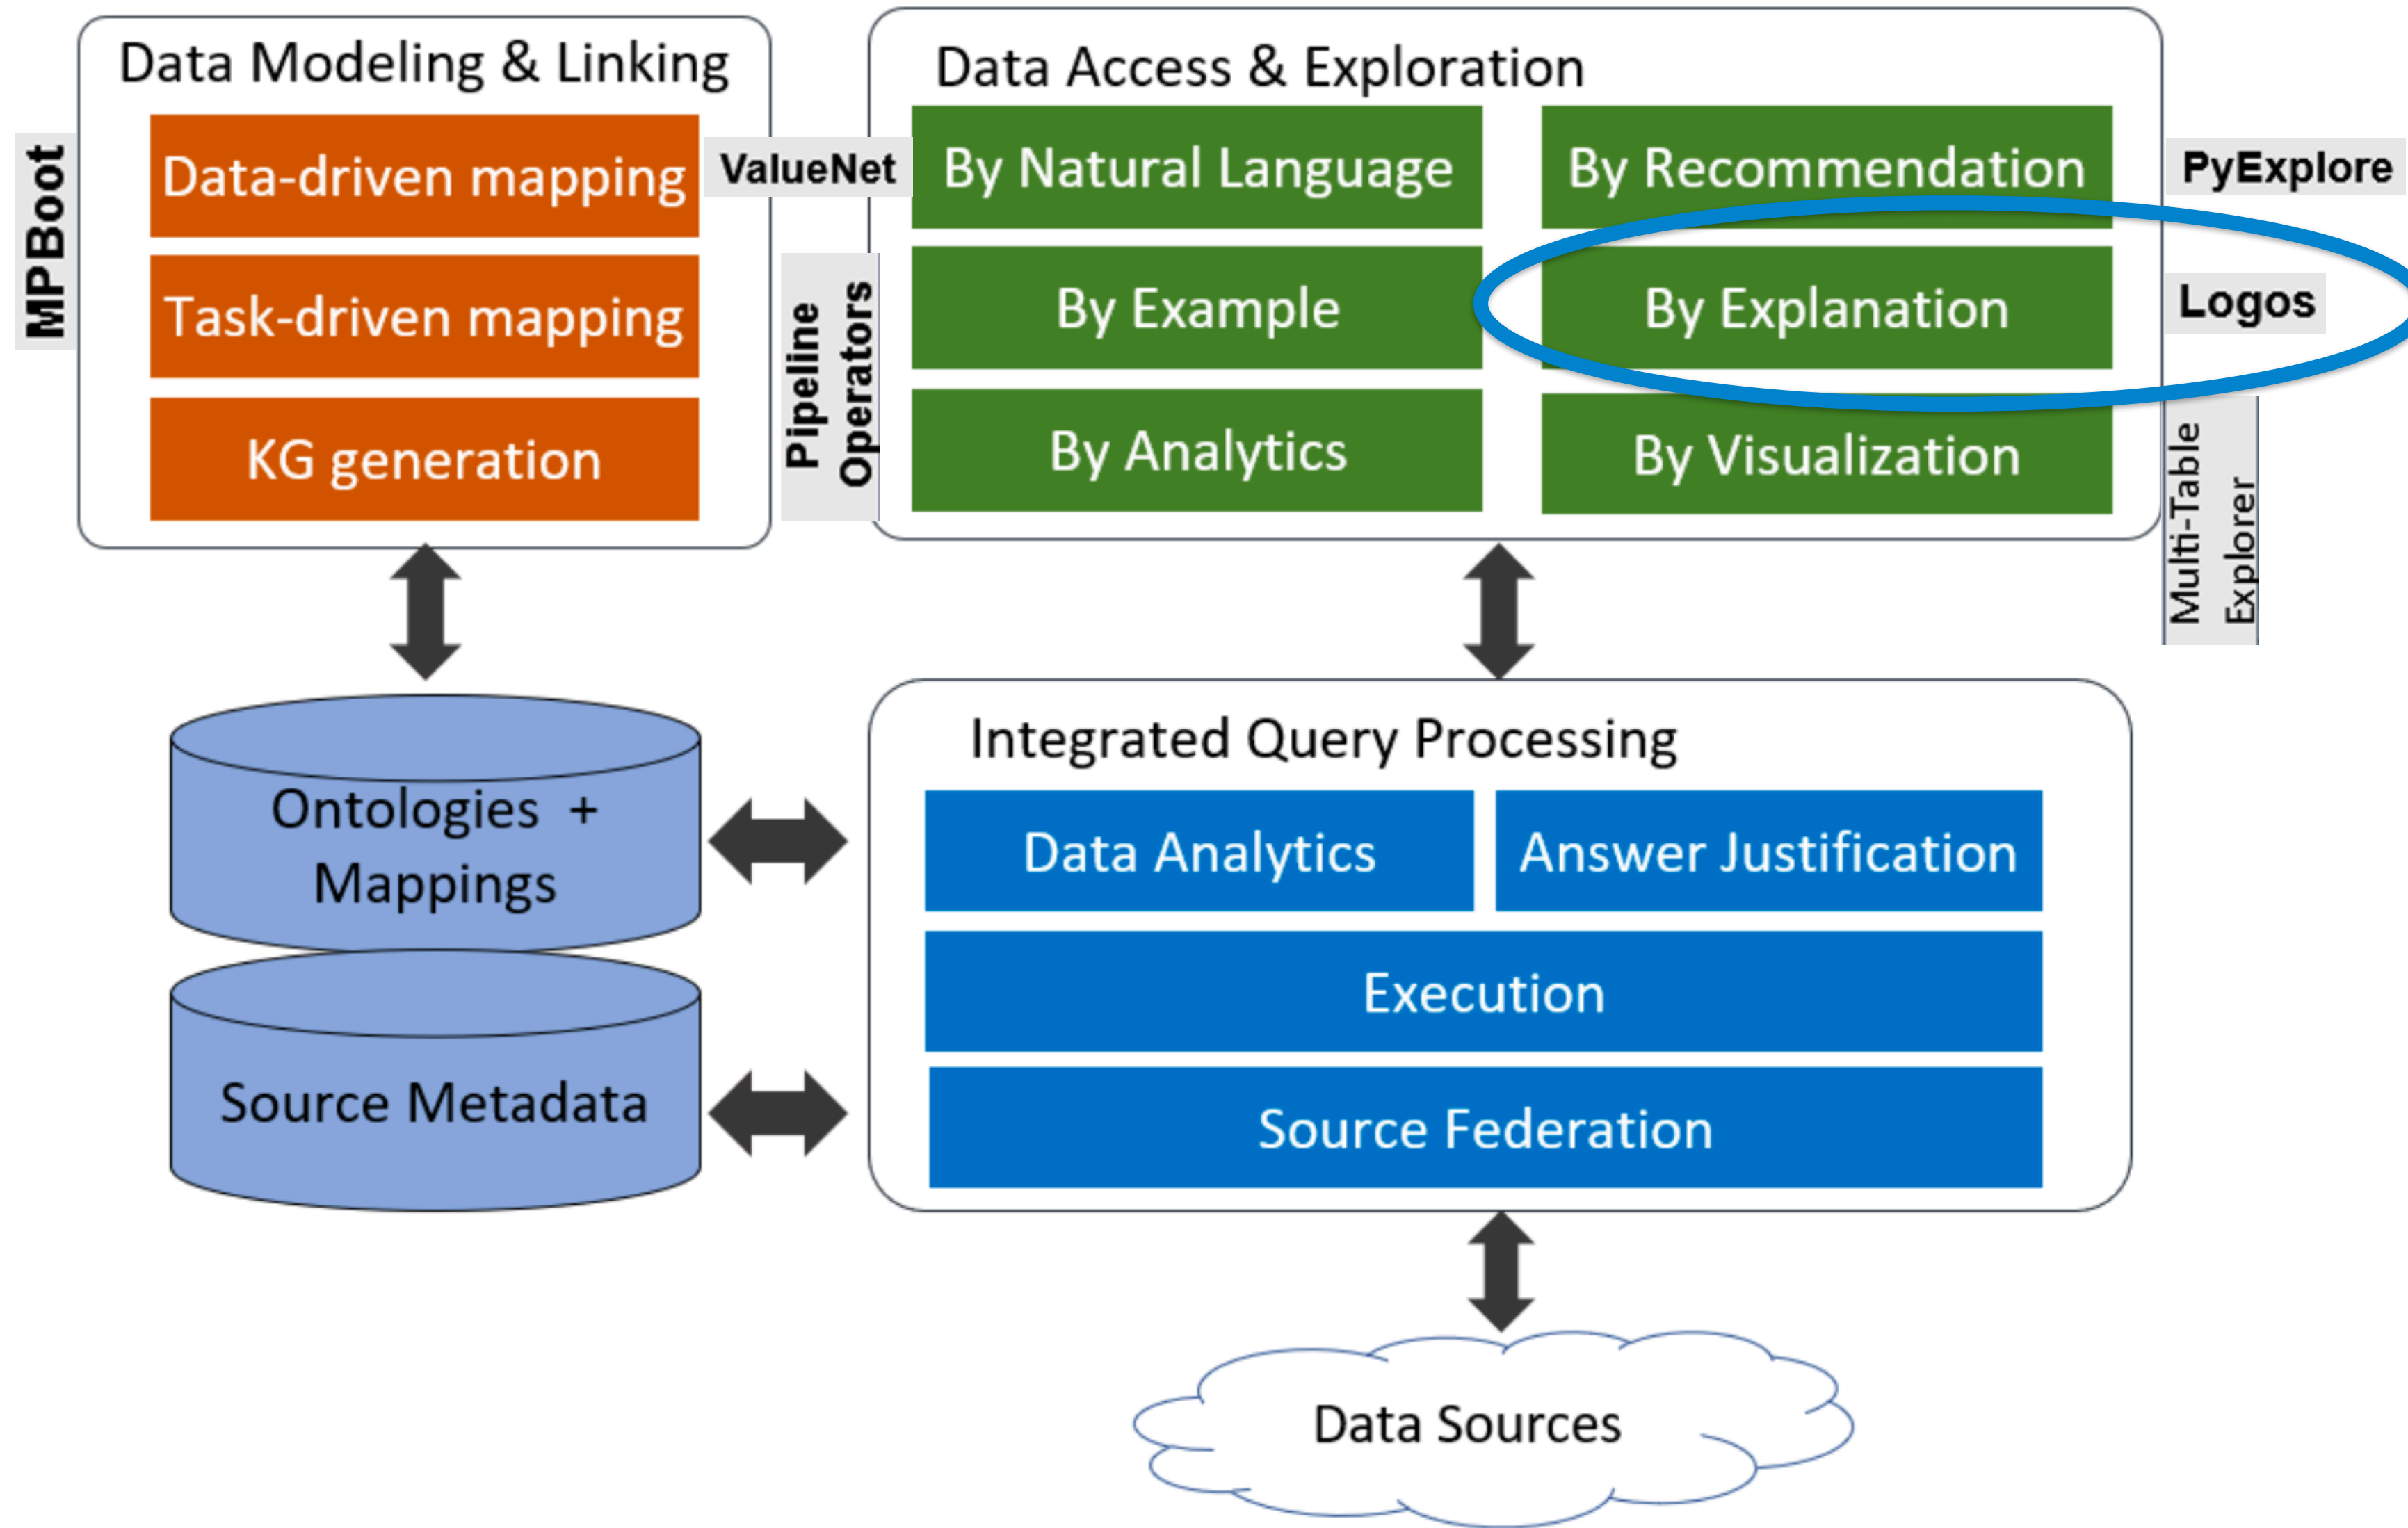 Data Modeling & Linking
MPBoot
Data-driven mapping
Task-driven mapping
KG generation
Data Access & Exploration
ValueNet
By Natural Language
By Recommendation
PyExplore
Pipeline
Operators
By Example
By Explanation
Logos
By Analytics
By Visualization
Multi-Table
Explorer
Ontologies +
Mappings
Source Metadata
Integrated Query Processing
Data Analytics
Answer Justification
Execution
Source Federation
Data Sources